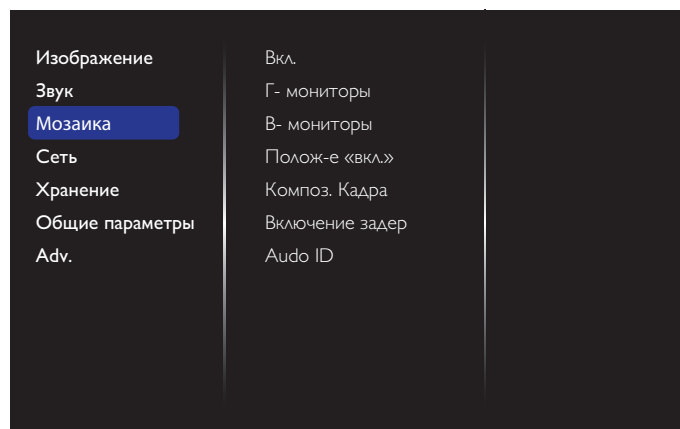 Изображение
Звук
Мозаика
Сеть
Хранение
Общие параметры
Adv.
Вкл.
Г- мониторы
В- мониторы
Полож-е «вкл.»
Композ. Кадра
Включение задер
Audo ID